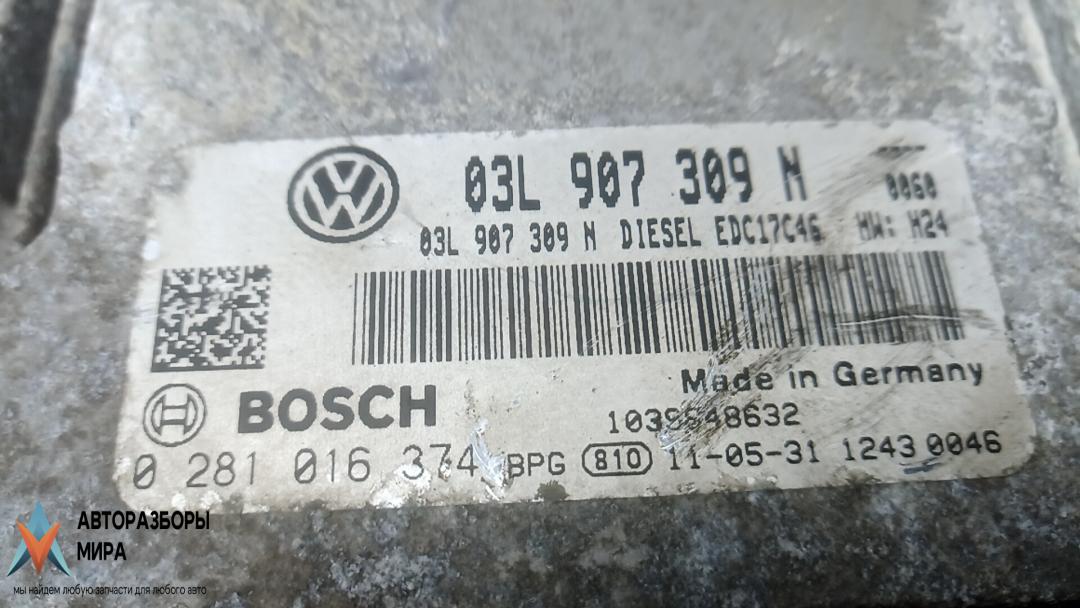 03L 907 309 N
0060
03L 907 309 N DIESEL EDC17C46 HW: H24
Made in Germany
BOSCH
0 281 016 374 BPG 810 11-05-31 1243 0046
АВТОРАЗБОРЫ
МИРА
мы найдем любую запчасти для любого авто